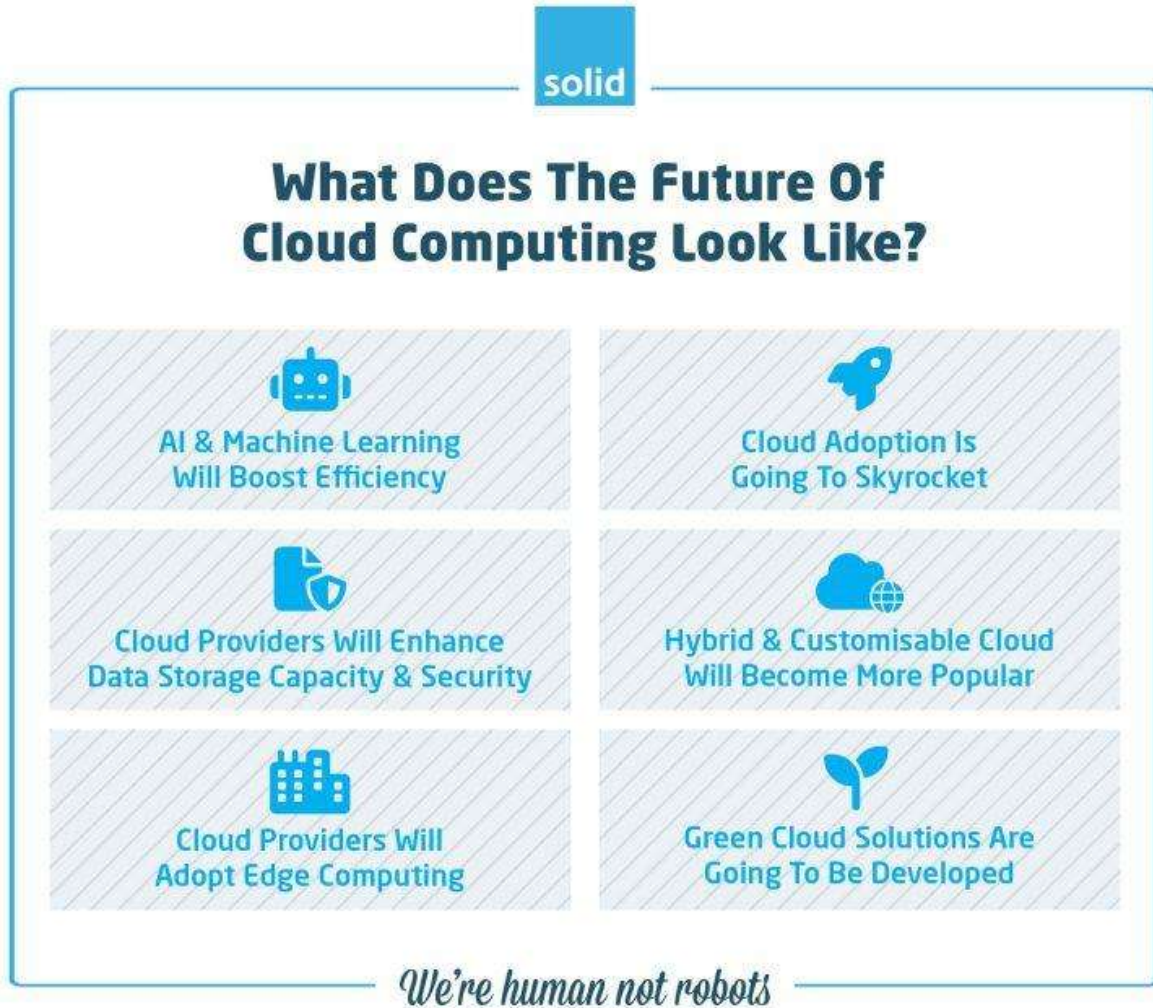 solid
What Does The Future Of
Cloud Computing Look Like?
AI & Machine Learning
Will Boost Efficiency
Cloud Adoption Is
Going To Skyrocket
Cloud Providers Will Enhance
Data Storage Capacity & Security
Hybrid & Customisable Cloud
Will Become More Popular
Cloud Providers Will
Adopt Edge Computing
Green Cloud Solutions Are
Going To Be Developed
We're human not robots